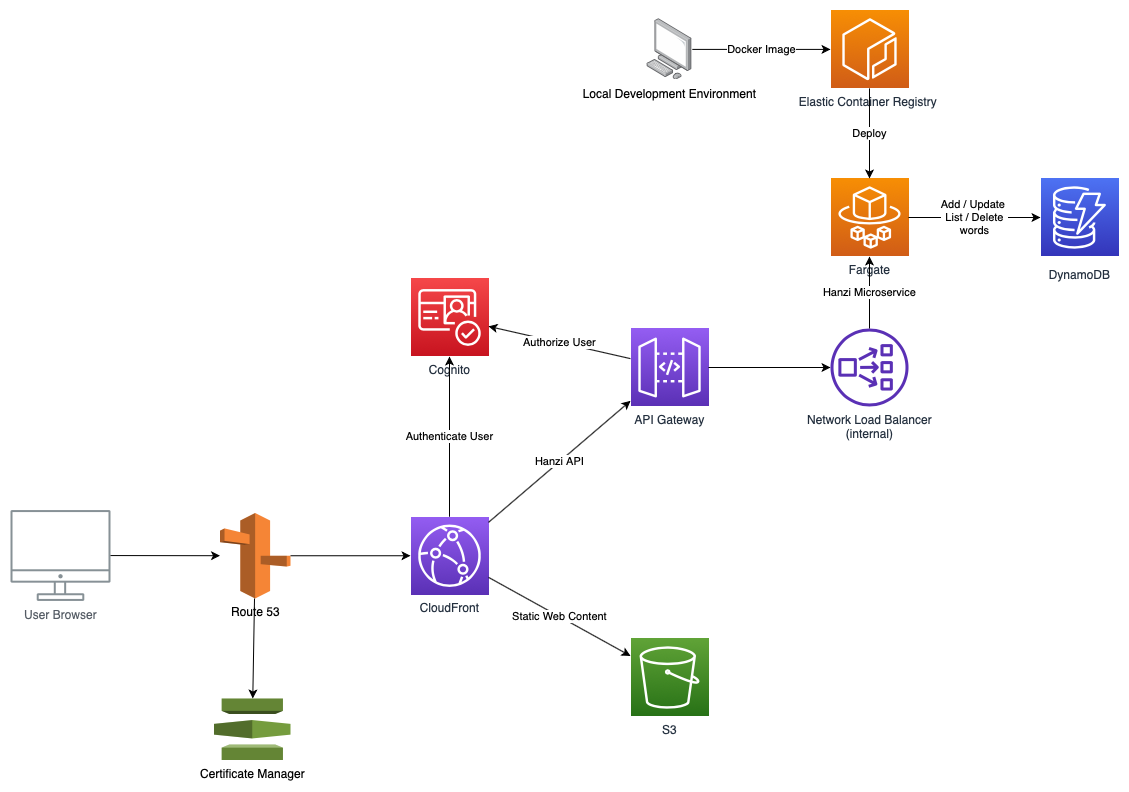 Docker Image
Local Development Environment
Elastic Container Registry
Deploy
Add / Update
List / Delete
words
Fargate
DynamoDB
Hanzi Microservice
Authorize User
Cognito
API Gateway
Network Load Balancer
(internal)
Authenticate User
Hanzi API
User Browser
Route 53
CloudFront
Static Web Content
S3
Certificate Manager